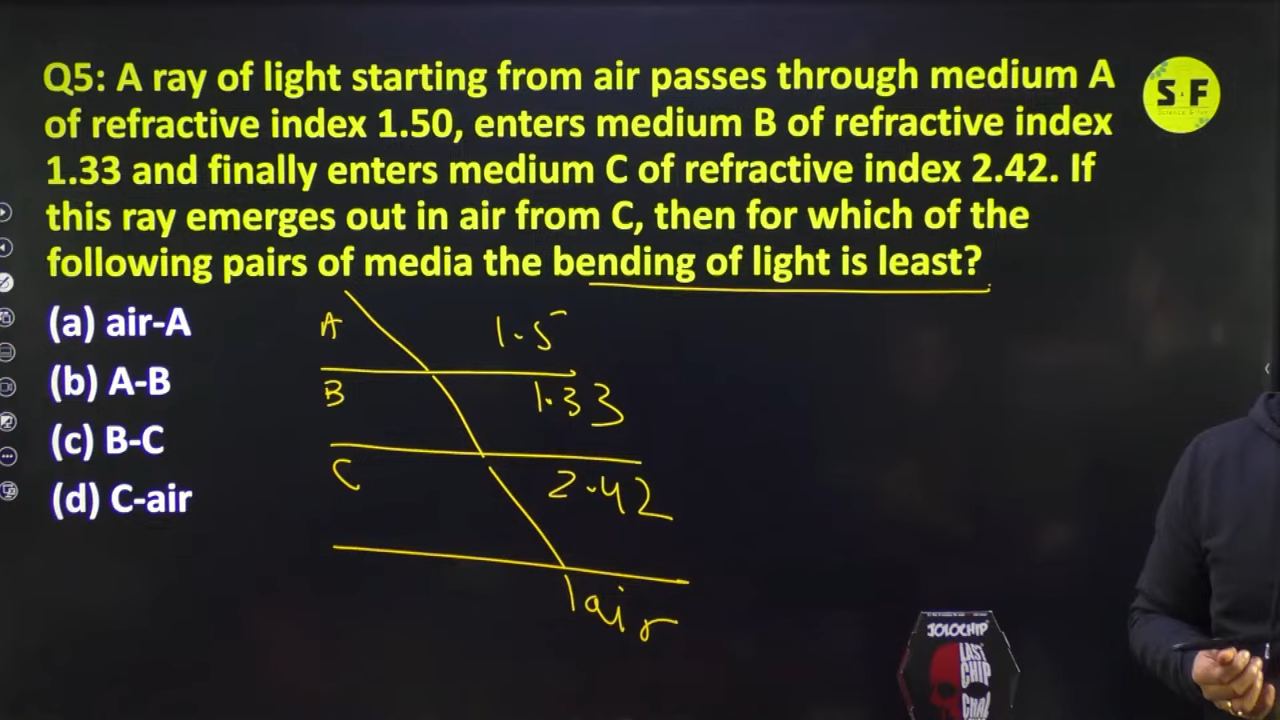 Q5: A ray of light starting from air passes through medium A
of refractive index 1.50, enters medium B of refractive index
1.33 and finally enters medium C of refractive index 2.42. If
this ray emerges out in air from C, then for which of the
following pairs of media the bending of light is least?
S F
(a) air-A
(b) A-B
(c) B-C
(d) C-air
A 1.5
B 1.33
C 2.42
1 air
JOLOCHIP
LAST
CHIP